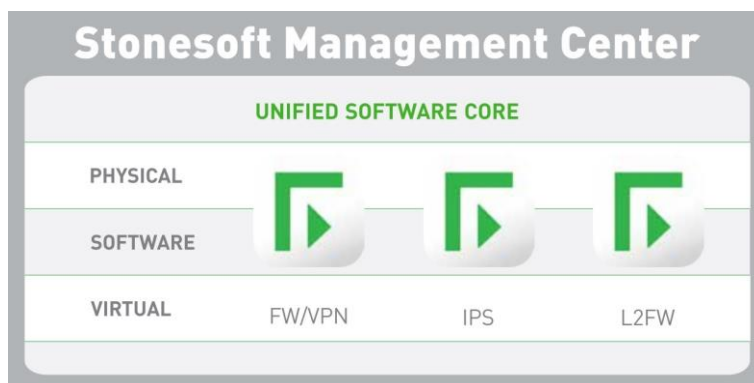 Stonesoft Management Center
UNIFIED SOFTWARE CORE
PHYSICAL
SOFTWARE
VIRTUAL
FW/VPN
IPS
L2FW